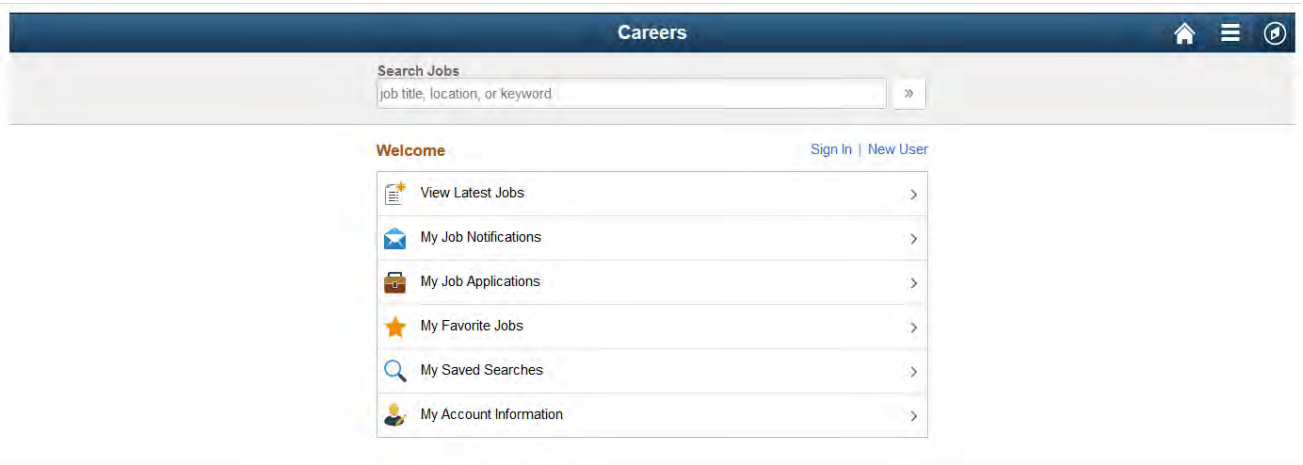 Careers
Search Jobs
job title, location, or keyword
Welcome
Sign In | New User
View Latest Jobs
My Job Notifications
My Job Applications
My Favorite Jobs
My Saved Searches
My Account Information